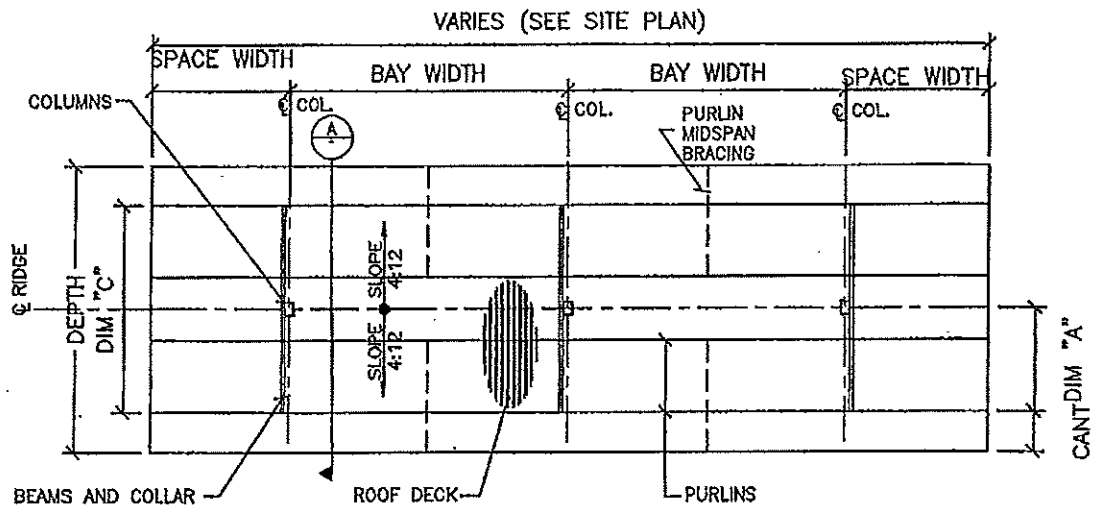 VARIES (SEE SITE PLAN)
SPACE WIDTH
BAY WIDTH
BAY WIDTH
SPACE WIDTH
COLUMNS
℄ COL.
A
-
℄ COL.
PURLIN
MIDSPAN
BRACING
℄ COL.
℄ RIDGE
DEPTH
DIM "C"
SLOPE
4:12
SLOPE
4:12
CANT
DIM "A"
BEAMS AND COLLAR
ROOF DECK
PURLINS